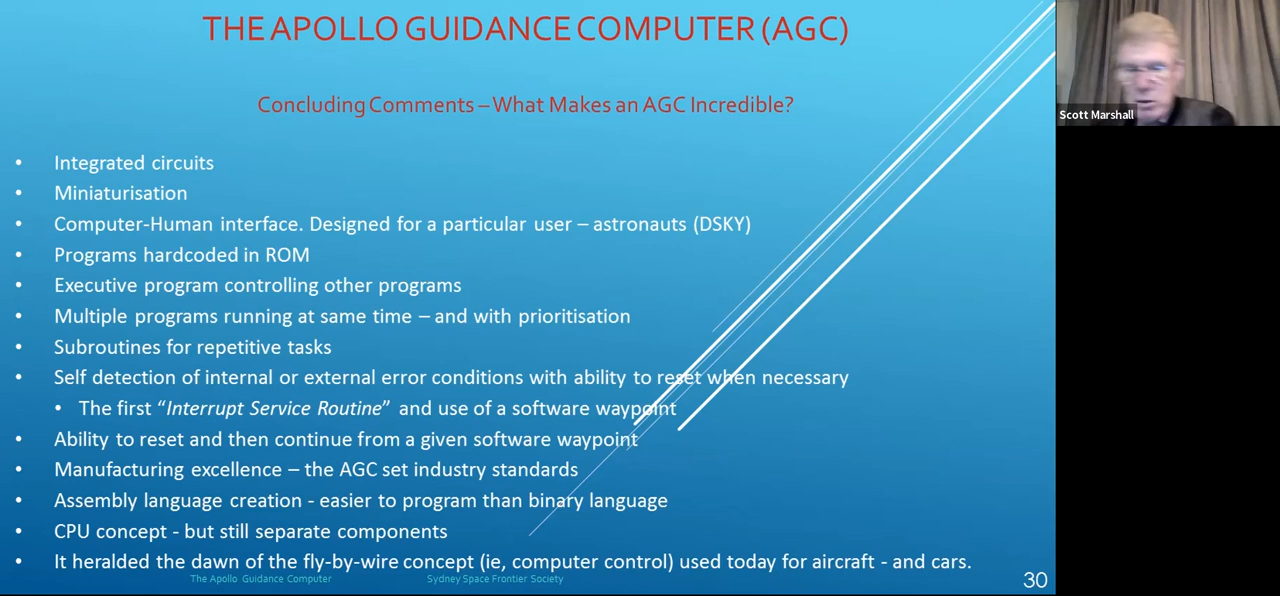 THE APOLLO GUIDANCE COMPUTER (AGC)
Concluding Comments – What Makes an AGC Incredible?
• Integrated circuits
• Miniaturisation
• Computer-Human interface. Designed for a particular user – astronauts (DSKY)
• Programs hardcoded in ROM
• Executive program controlling other programs
• Multiple programs running at same time – and with prioritisation
• Subroutines for repetitive tasks
• Self detection of internal or external error conditions with ability to reset when necessary
• The first “Interrupt Service Routine” and use of a software waypoint
• Ability to reset and then continue from a given software waypoint
• Manufacturing excellence – the AGC set industry standards
• Assembly language creation - easier to program than binary language
• CPU concept - but still separate components
• It heralded the dawn of the fly-by-wire concept (ie, computer control) used today for aircraft - and cars.
The Apollo Guidance Computer Sydney Space Frontier Society 30
Scott Marshall